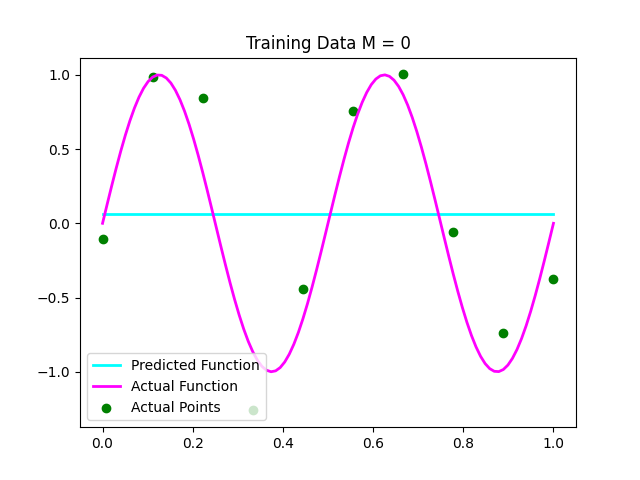 Training Data M = 0
1.0
0.5
0.0
−0.5
−1.0
Predicted Function
Actual Function
Actual Points
0.0 0.2 0.4 0.6 0.8 1.0